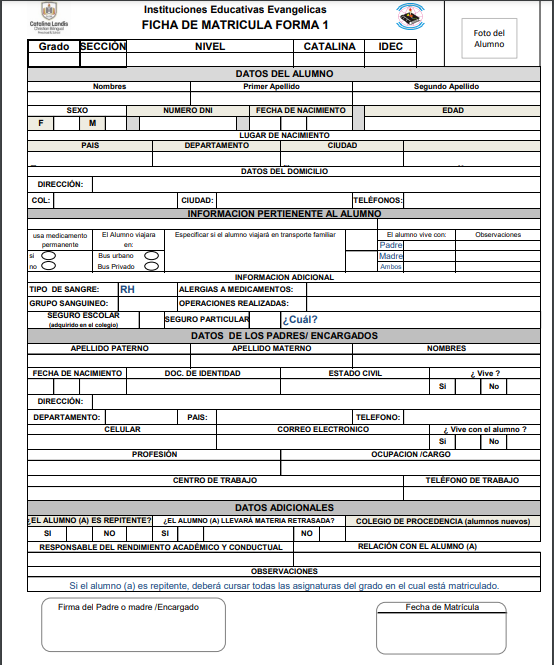 Instituciones Educativas Evangelicas
Catalina Landis
Christian Bilingual
FICHA DE MATRICULA FORMA 1
Foto del
Alumno
Grado SECCIÓN NIVEL CATALINA IDEC
DATOS DEL ALUMNO
Nombres Primer Apellido Segundo Apellido
SEXO NUMERO DNI FECHA DE NACIMIENTO EDAD
F M
LUGAR DE NACIMIENTO
PAIS DEPARTAMENTO CIUDAD
DATOS DEL DOMICILIO
DIRECCIÓN:
COL: CIUDAD: TELÉFONOS:
INFORMACION PERTIENENTE AL ALUMNO
usa medicamento permanente El Alumno viajara en: Especificar si el alumno viajará en transporte familiar El alumno vive con: Observaciones
Padre
si Bus urbano Madre
no Bus Privado Ambos
INFORMACION ADICIONAL
TIPO DE SANGRE: RH ALERGIAS A MEDICAMENTOS:
GRUPO SANGUINEO: OPERACIONES REALIZADAS:
SEGURO ESCOLAR (adquirido en el colegio) SEGURO PARTICULAR ¿Cuál?
DATOS DE LOS PADRES/ ENCARGADOS
APELLIDO PATERNO APELLIDO MATERNO NOMBRES
FECHA DE NACIMIENTO DOC. DE IDENTIDAD ESTADO CIVIL ¿ Vive ?
Si No
DIRECCIÓN:
DEPARTAMENTO: PAIS: TELEFONO:
CELULAR CORREO ELECTRONICO ¿ Vive con el alumno ?
Si No
PROFESIÓN OCUPACION /CARGO
CENTRO DE TRABAJO TELÉFONO DE TRABAJO
DATOS ADICIONALES
¿EL ALUMNO (A) ES REPITENTE? ¿EL ALUMNO (A) LLEVARÁ MATERIA RETRASADA? COLEGIO DE PROCEDENCIA (alumnos nuevos)
SI NO SI NO
RESPONSABLE DEL RENDIMIENTO ACADÉMICO Y CONDUCTUAL RELACIÓN CON EL ALUMNO (A)
OBSERVACIONES
Si el alumno (a) es repitente, deberá cursar todas las asignaturas del grado en el cual está matriculado.
Firma del Padre o madre /Encargado Fecha de Matrícula